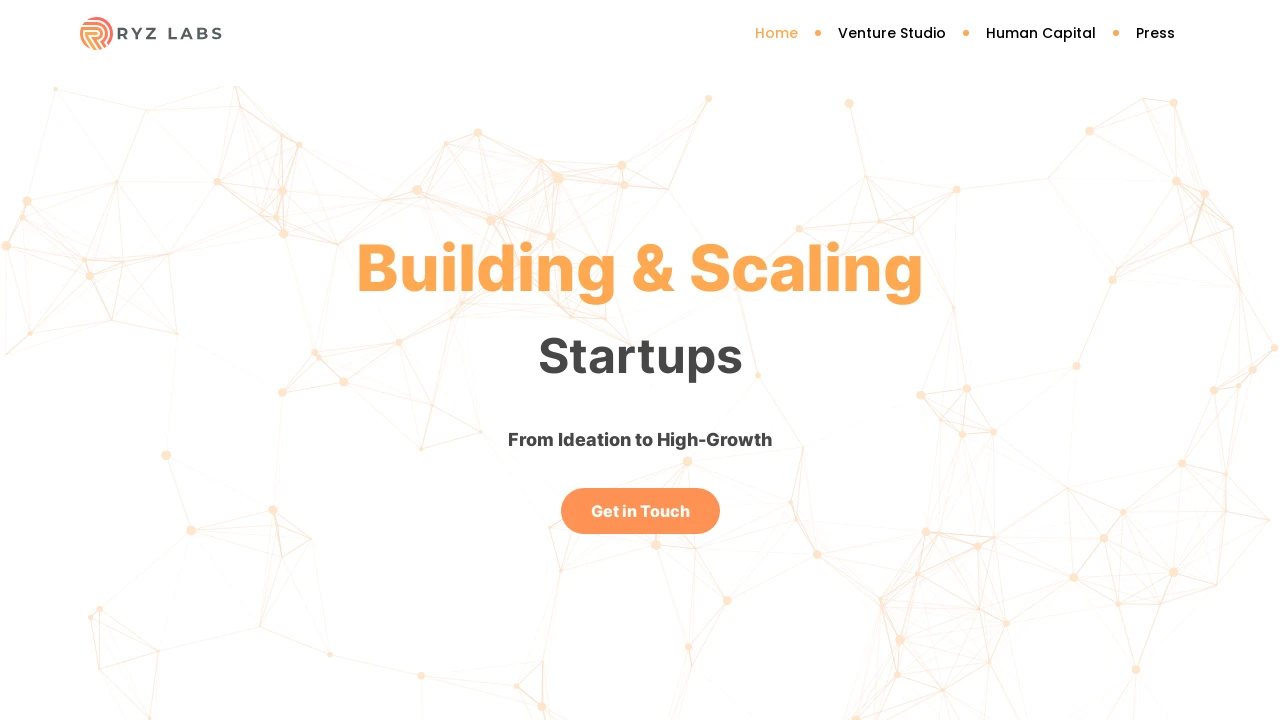 RYZ LABS
Home
Venture Studio
Human Capital
Press
Building & Scaling
Startups
From Ideation to High-Growth
Get in Touch